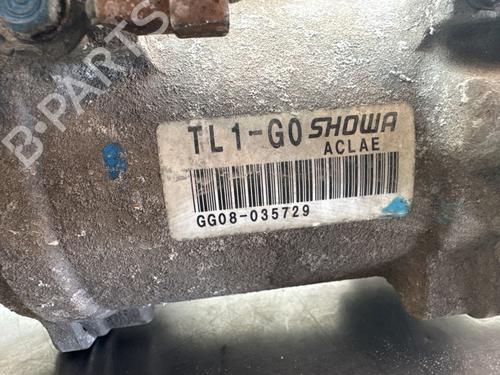 B-PARTS
TL1-G0 SHOWA
ACLAE
GG08-035729